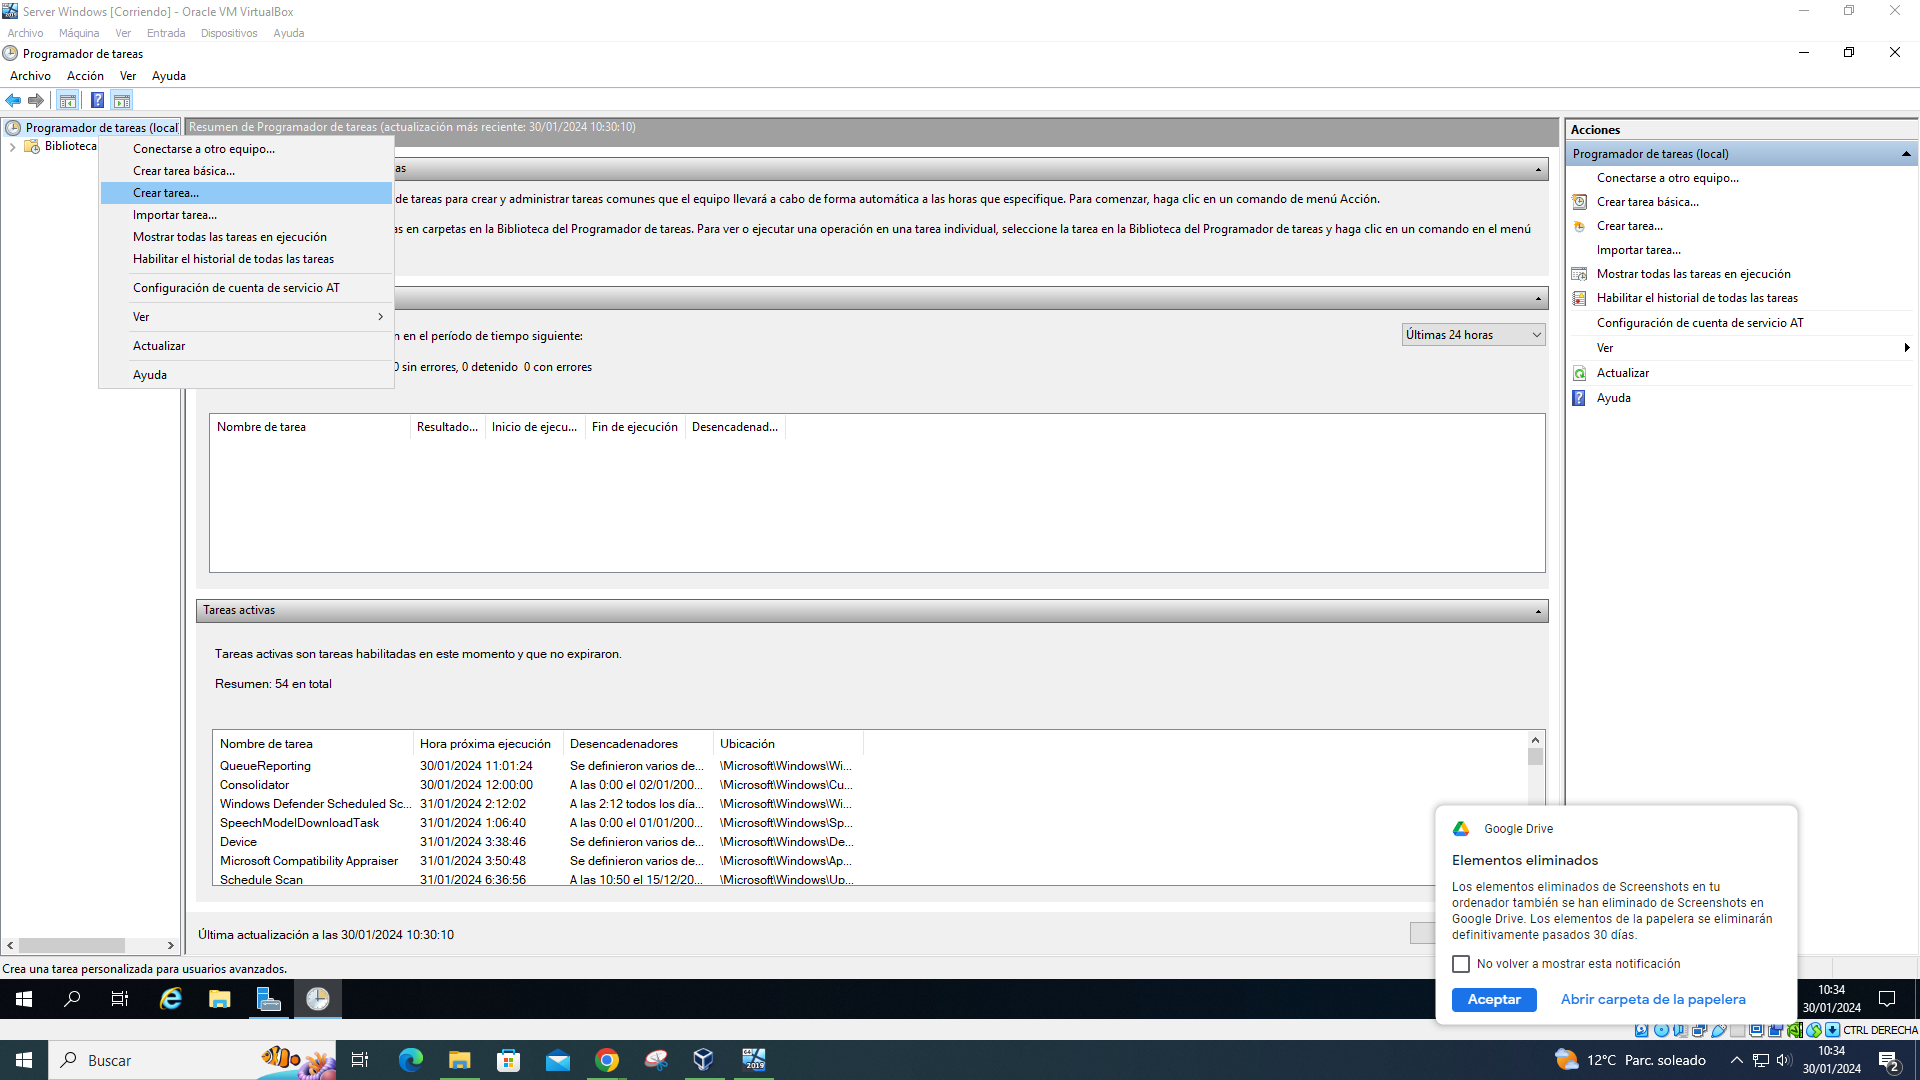 Server Windows [Corriendo] - Oracle VM VirtualBox
Archivo Máquina Ver Entrada Dispositivos Ayuda
Programador de tareas
Archivo Acción Ver Ayuda
Programador de tareas (local
Biblioteca
Conectarse a otro equipo...
Crear tarea básica...
Crear tarea...
Importar tarea...
Mostrar todas las tareas en ejecución
Habilitar el historial de todas las tareas
Configuración de cuenta de servicio AT
Ver
Actualizar
Ayuda
Resumen de Programador de tareas (actualización más reciente: 30/01/2024 10:30:10)
as
de tareas para crear y administrar tareas comunes que el equipo llevará a cabo de forma automática a las horas que especifique. Para comenzar, haga clic en un comando de menú Acción.
as en carpetas en la Biblioteca del Programador de tareas. Para ver o ejecutar una operación en una tarea individual, seleccione la tarea en la Biblioteca del Programador de tareas y haga clic en un comando en el menú
n en el período de tiempo siguiente:
Últimas 24 horas
0 sin errores, 0 detenido 0 con errores
Nombre de tarea Resultado... Inicio de ejecu... Fin de ejecución Desencadenad...
Tareas activas
Tareas activas son tareas habilitadas en este momento y que no expiraron.
Resumen: 54 en total
Nombre de tarea Hora próxima ejecución Desencadenadores Ubicación
QueueReporting 30/01/2024 11:01:24 Se definieron varios de... \Microsoft\Windows\Wi...
Consolidator 30/01/2024 12:00:00 A las 0:00 el 02/01/200... \Microsoft\Windows\Cu...
Windows Defender Scheduled Sc... 31/01/2024 2:12:02 A las 2:12 todos los día... \Microsoft\Windows\Wi...
SpeechModelDownloadTask 31/01/2024 1:06:40 A las 0:00 el 01/01/200... \Microsoft\Windows\Sp...
Device 31/01/2024 3:38:46 Se definieron varios de... \Microsoft\Windows\De...
Microsoft Compatibility Appraiser 31/01/2024 3:50:48 Se definieron varios de... \Microsoft\Windows\Ap...
Schedule Scan 31/01/2024 6:36:56 A las 10:50 el 15/12/20... \Microsoft\Windows\Up...
Última actualización a las 30/01/2024 10:30:10
Acciones
Programador de tareas (local)
Conectarse a otro equipo...
Crear tarea básica...
Crear tarea...
Importar tarea...
Mostrar todas las tareas en ejecución
Habilitar el historial de todas las tareas
Configuración de cuenta de servicio AT
Ver
Actualizar
Ayuda
Google Drive
Elementos eliminados
Los elementos eliminados de Screenshots en tu
ordenador también se han eliminado de Screenshots en
Google Drive. Los elementos de la papelera se eliminarán
definitivamente pasados 30 días.
No volver a mostrar esta notificación
Aceptar Abrir carpeta de la papelera
Crea una tarea personalizada para usuarios avanzados.
10:34
30/01/2024
CTRL DERECHA
Buscar
64
2019
12°C Parc. soleado
10:34
30/01/2024
2